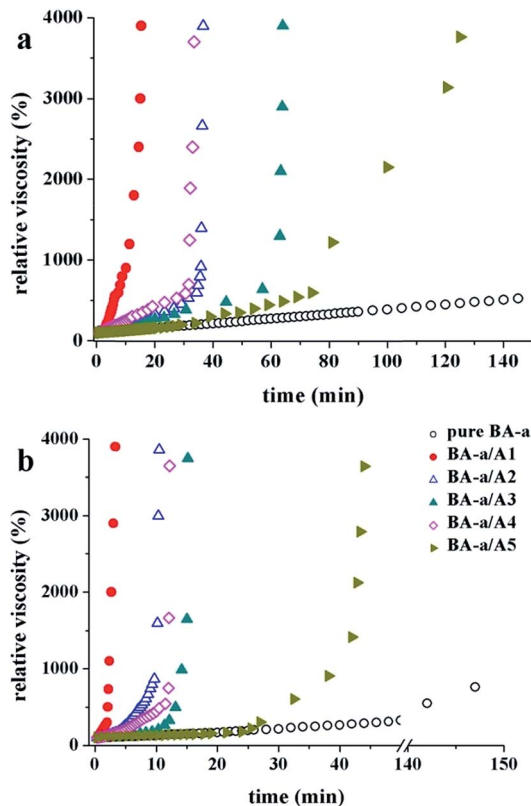 a
relative viscosity (%)
4000
3000
2000
1000
0
0 20 40 60 80 100 120 140
time (min)
b
relative viscosity (%)
4000
3000
2000
1000
0
pure BA-a
BA-a/A1
BA-a/A2
BA-a/A3
BA-a/A4
BA-a/A5
0 10 20 30 40 140 150
time (min)